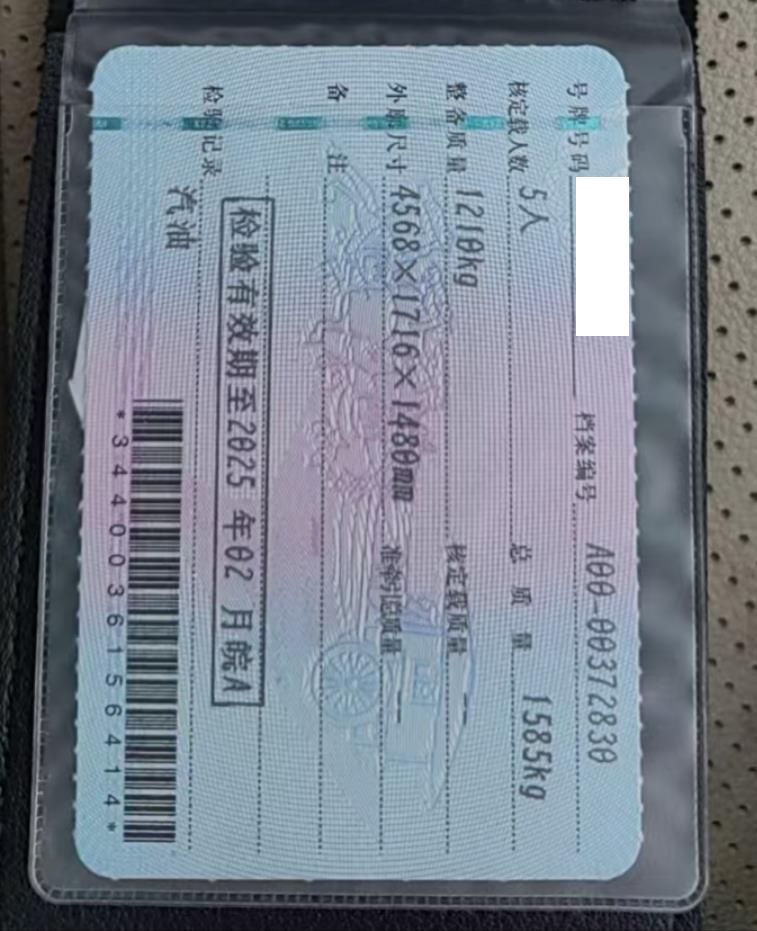 号牌号码 档案编号 A00-00372830
核定载人数 5人 总质量 1585kg
整备质量 1210kg 核定载质量 —
外廓尺寸 4568×1716×1480mm 准牵引总质量 —
备注
检验有效期至2025年02月皖A
检验记录
汽油
*3440036156414*